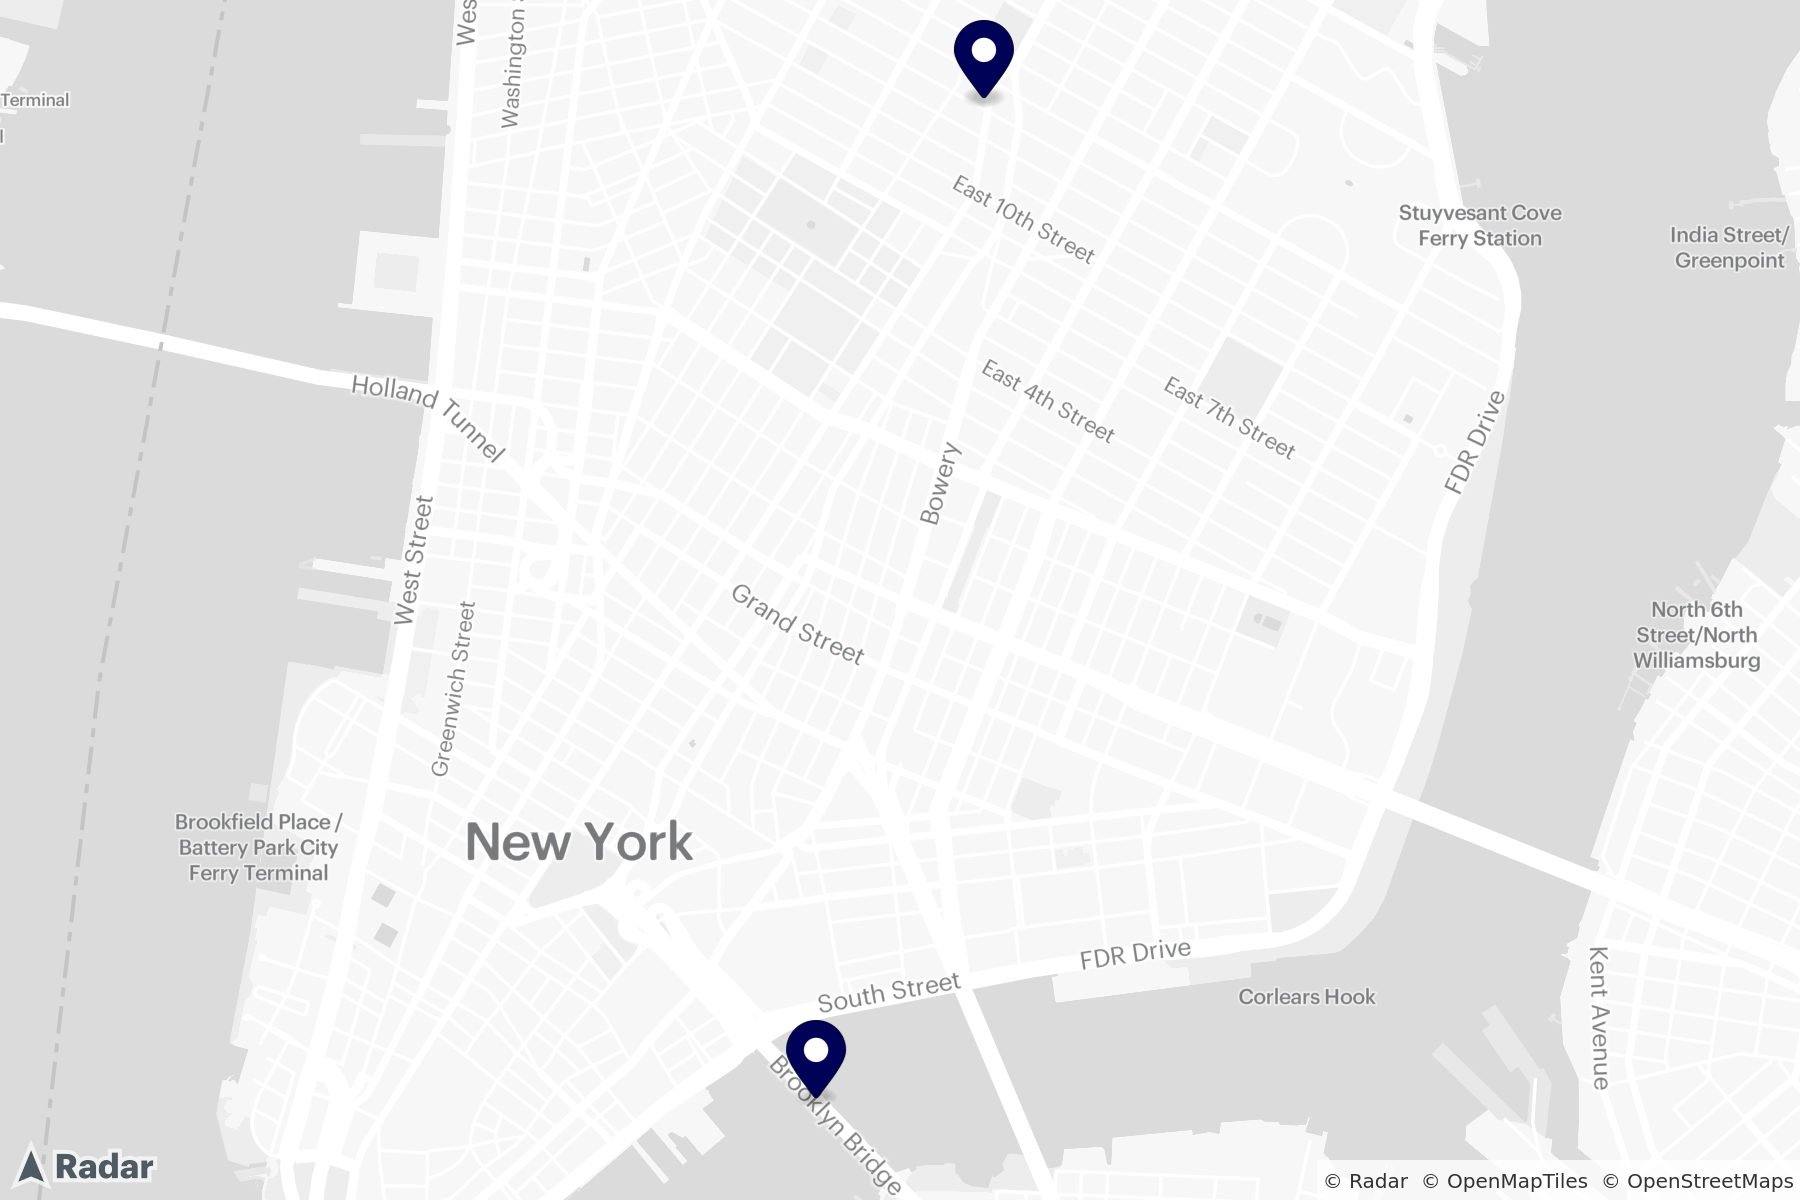 Wes
Washington
Terminal
East 10th Street
Stuyvesant Cove
Ferry Station
India Street/
Greenpoint
Holland Tunnel
East 4th Street
East 7th Street
FDR Drive
Bowery
West Street
Grand Street
Greenwich Street
North 6th
Street/North
Williamsburg
Brookfield Place /
Battery Park City
Ferry Terminal
New York
FDR Drive
South Street
Corlears Hook
Kent Avenue
Brooklyn Bridge
Radar
© Radar © OpenMapTiles © OpenStreetMaps